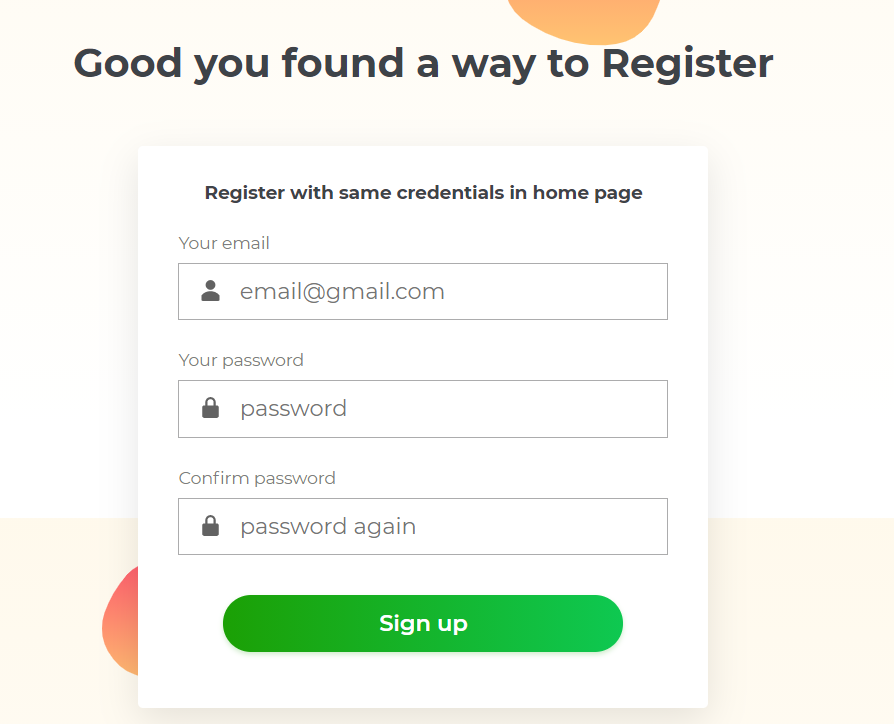 Good you found a way to Register
Register with same credentials in home page
Your email
email@gmail.com
Your password
password
Confirm password
password again
Sign up